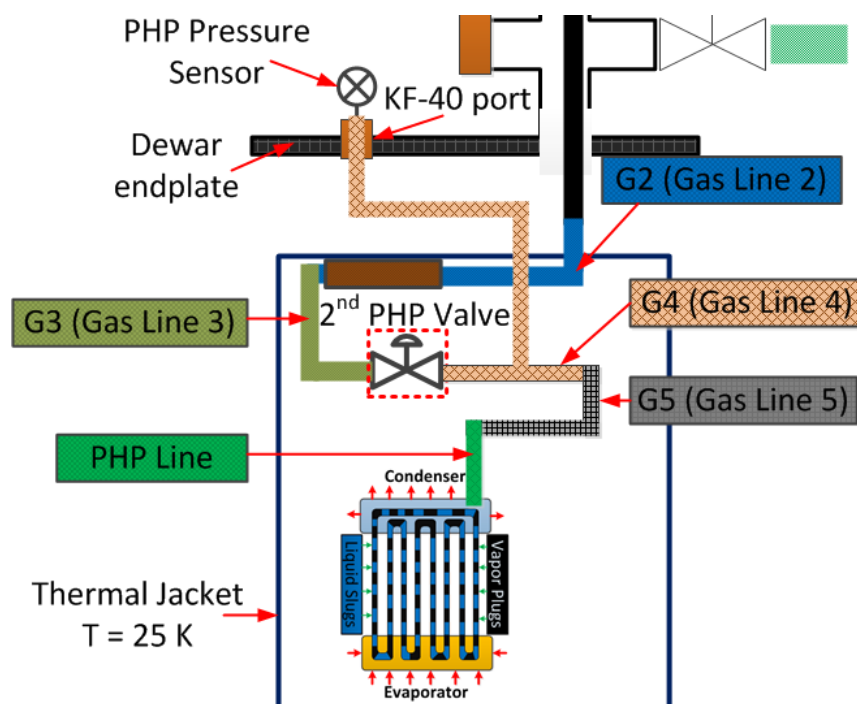 PHP Pressure
Sensor
KF-40 port
Dewar
endplate
G2 (Gas Line 2)
G3 (Gas Line 3)
2nd PHP Valve
G4 (Gas Line 4)
G5 (Gas Line 5)
PHP Line
Condenser
Liquid Slugs
Vapor Plugs
Thermal Jacket
T = 25 K
Evaporator